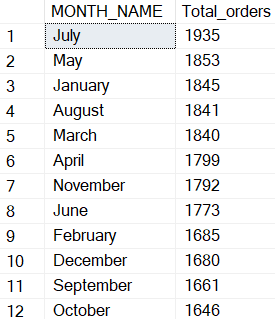 MONTH_NAME Total_orders
1 July 1935
2 May 1853
3 January 1845
4 August 1841
5 March 1840
6 April 1799
7 November 1792
8 June 1773
9 February 1685
10 December 1680
11 September 1661
12 October 1646